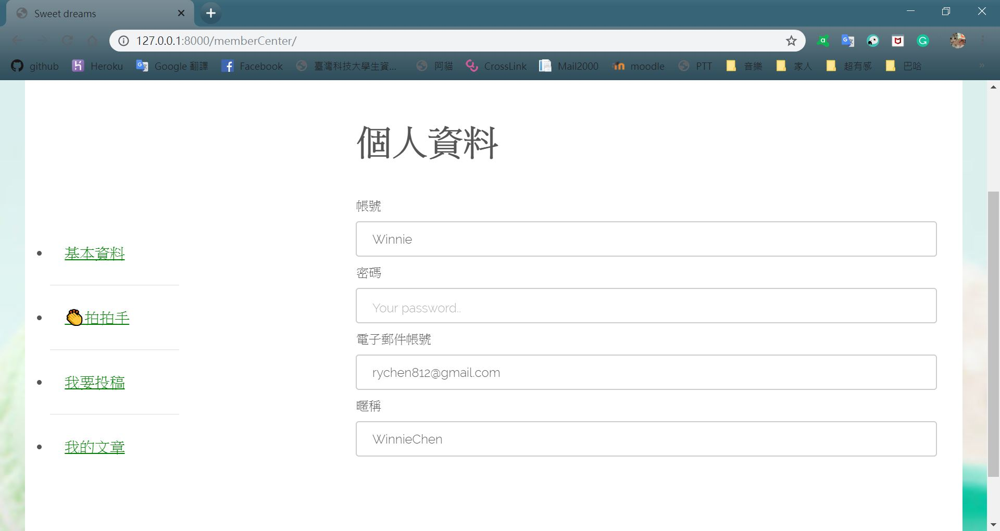 Sweet dreams
127.0.0.1:8000/memberCenter/
github Heroku Google 翻譯 Facebook 臺灣科技大學生資... 阿貓 CrossLink Mail2000 moodle PTT 音樂 家人 超有感 巴哈 »
個人資料
帳號
Winnie
密碼
Your password..
電子郵件帳號
rychen812@gmail.com
暱稱
WinnieChen
基本資料
👏拍拍手
我要投稿
我的文章